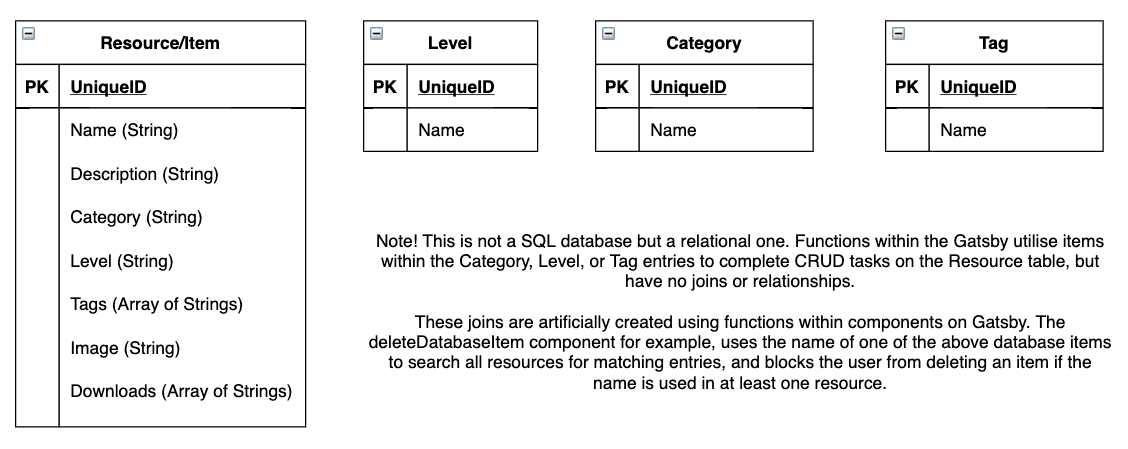 Resource/Item
PK UniqueID
Name (String)
Description (String)
Category (String)
Level (String)
Tags (Array of Strings)
Image (String)
Downloads (Array of Strings)
Level
PK UniqueID
Name
Category
PK UniqueID
Name
Tag
PK UniqueID
Name
Note! This is not a SQL database but a relational one. Functions within the Gatsby utilise items
within the Category, Level, or Tag entries to complete CRUD tasks on the Resource table, but
have no joins or relationships.
These joins are artificially created using functions within components on Gatsby. The
deleteDatabaseItem component for example, uses the name of one of the above database items
to search all resources for matching entries, and blocks the user from deleting an item if the
name is used in at least one resource.